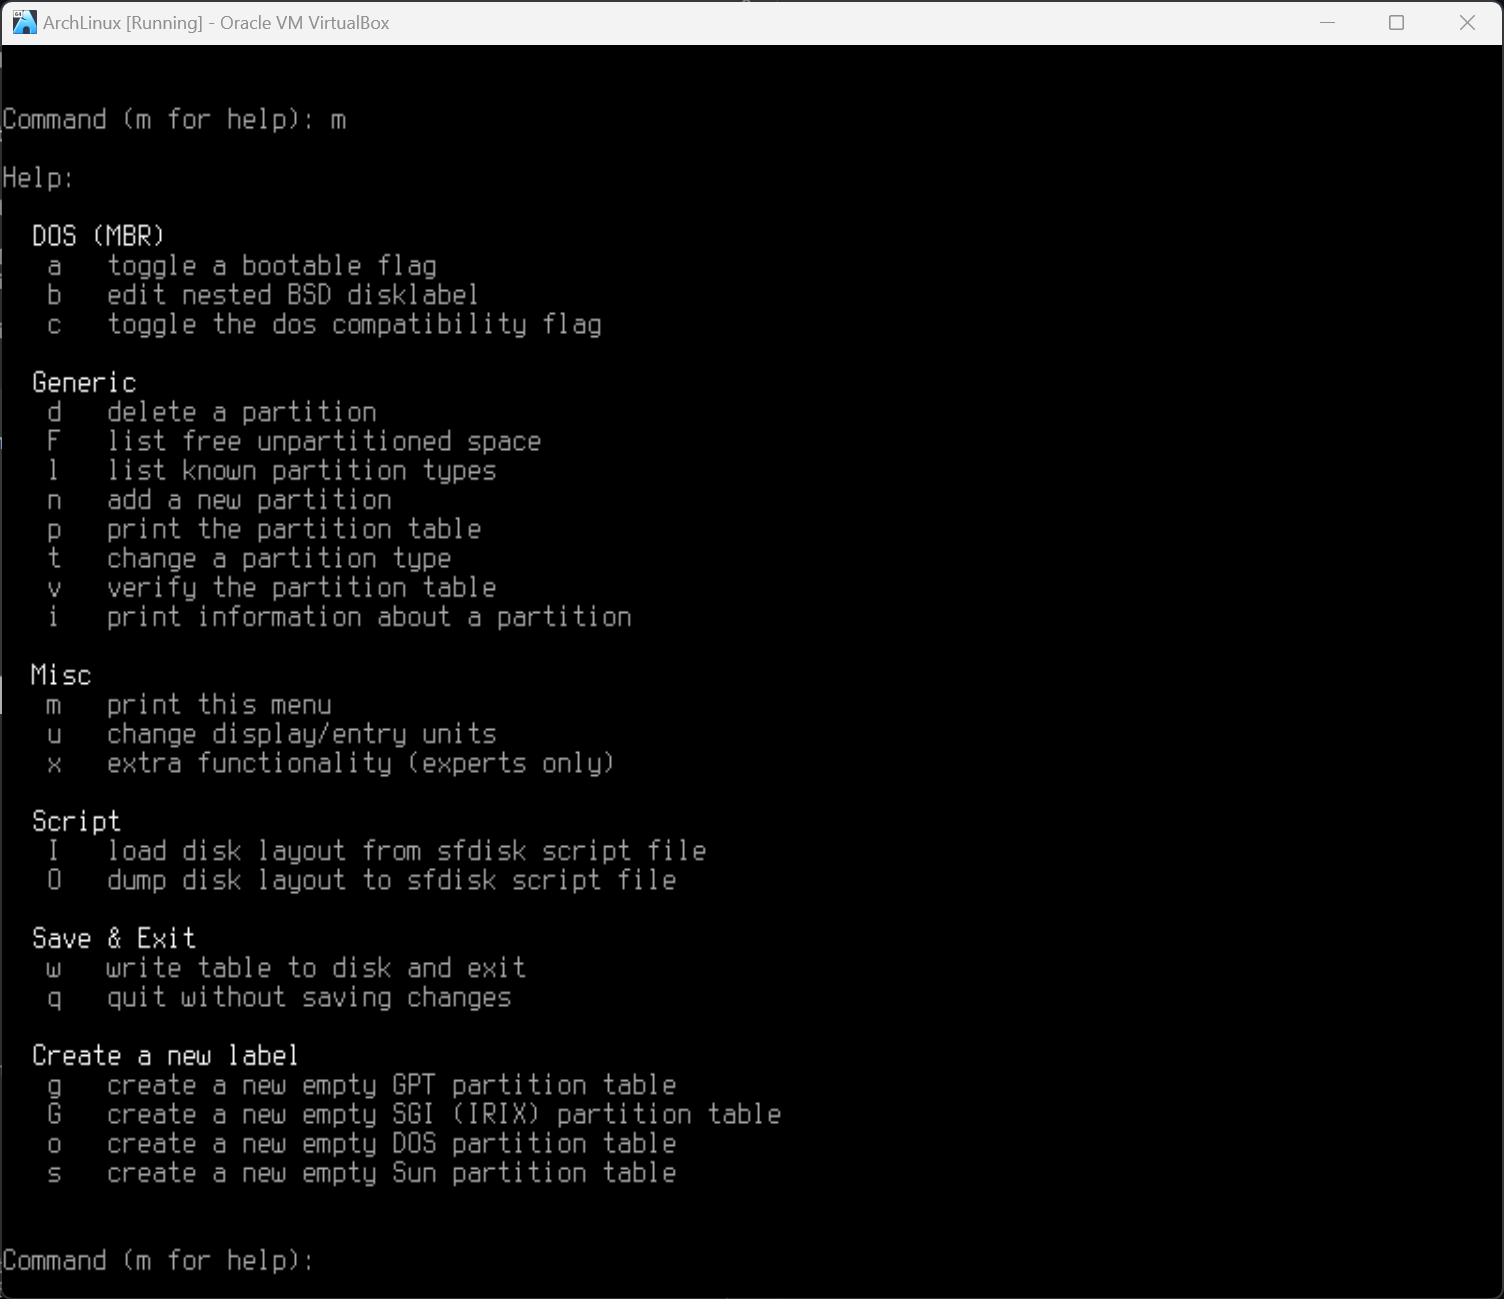 ArchLinux [Running] - Oracle VM VirtualBox
Command (m for help): m
Help:
DOS (MBR)
a   toggle a bootable flag
b   edit nested BSD disklabel
c   toggle the dos compatibility flag
Generic
d   delete a partition
F   list free unpartitioned space
l   list known partition types
n   add a new partition
p   print the partition table
t   change a partition type
v   verify the partition table
i   print information about a partition
Misc
m   print this menu
u   change display/entry units
x   extra functionality (experts only)
Script
I   load disk layout from sfdisk script file
O   dump disk layout to sfdisk script file
Save & Exit
w   write table to disk and exit
q   quit without saving changes
Create a new label
g   create a new empty GPT partition table
G   create a new empty SGI (IRIX) partition table
o   create a new empty DOS partition table
s   create a new empty Sun partition table
Command (m for help):